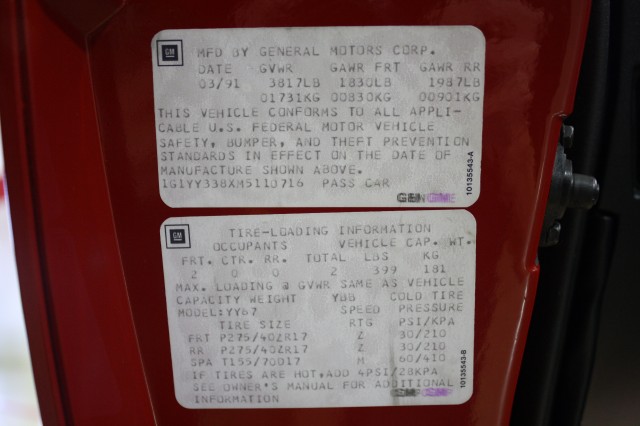 GM
MFD BY GENERAL MOTORS CORP.
DATE GVWR GAWR FRT GAWR RR
03/91 3817LB 1830LB 1987LB
01731KG 00830KG 00901KG
THIS VEHICLE CONFORMS TO ALL APPLI-
CABLE U.S. FEDERAL MOTOR VEHICLE
SAFETY, BUMPER, AND THEFT PREVENTION
STANDARDS IN EFFECT ON THE DATE OF
MANUFACTURE SHOWN ABOVE.
1G1YY338XM5110716 PASS CAR
10135543-A
GM
TIRE-LOADING INFORMATION
OCCUPANTS VEHICLE CAP. WT.
FRT. CTR. RR. TOTAL LBS KG
2 0 0 2 399 181
MAX. LOADING @ GVWR SAME AS VEHICLE
CAPACITY WEIGHT YBB COLD TIRE
MODEL:YY67 SPEED PRESSURE
TIRE SIZE RTG PSI/KPA
FRT P275/40ZR17 Z 30/210
RR P275/40ZR17 Z 30/210
SPA T155/70D17 M 60/410
IF TIRES ARE HOT,ADD 4PSI/28KPA
SEE OWNER'S MANUAL FOR ADDITIONAL
INFORMATION
10135543-B